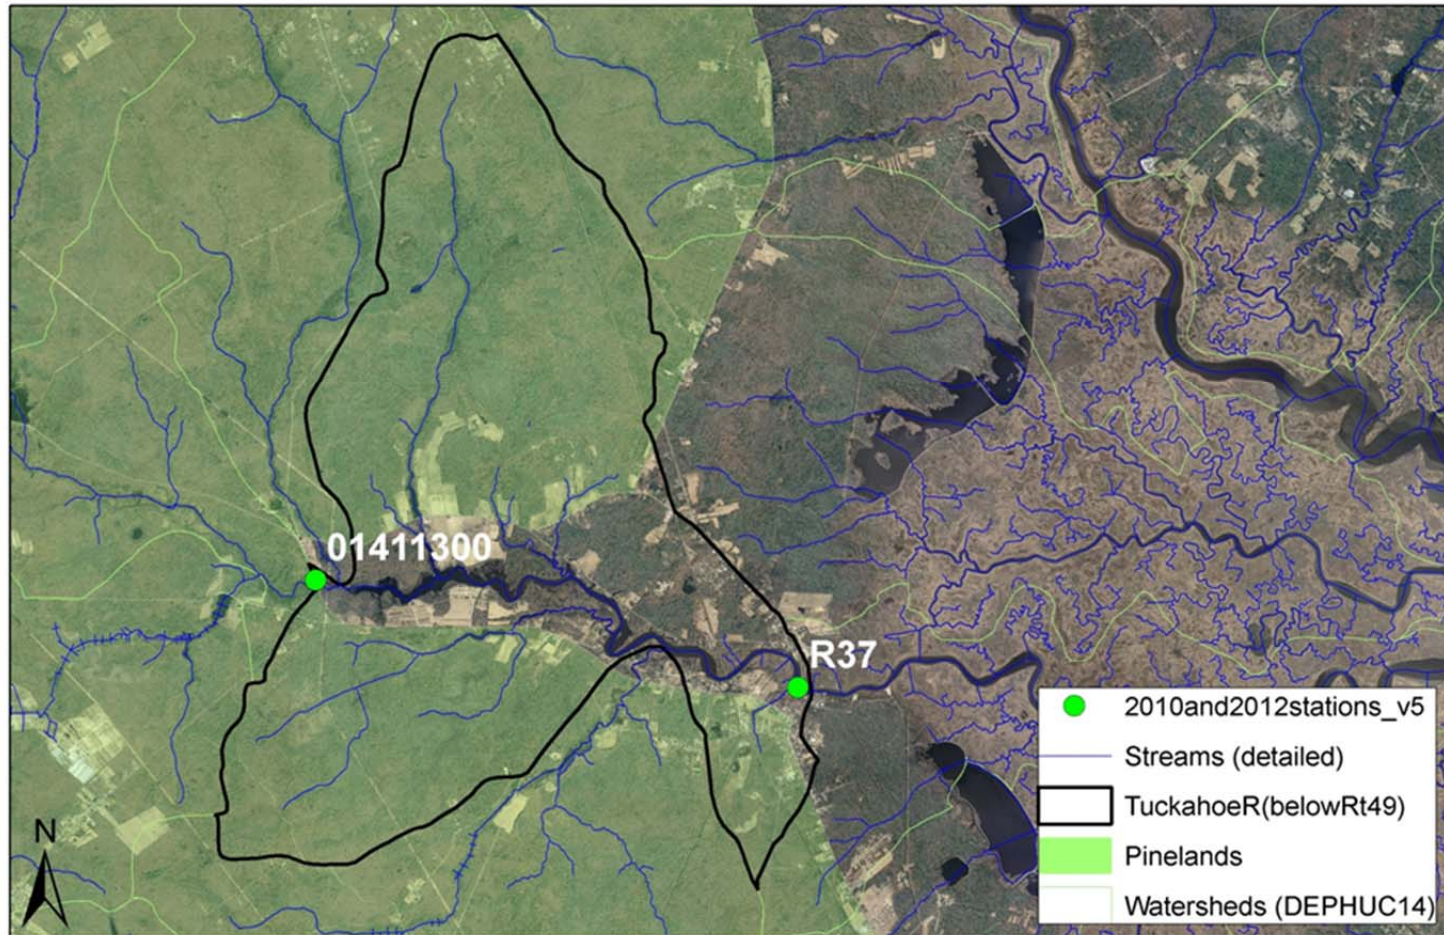 01411300
R37
2010and2012stations_v5
Streams (detailed)
TuckahoeR(belowRt49)
Pinelands
N
Watersheds (DEPHUC14)